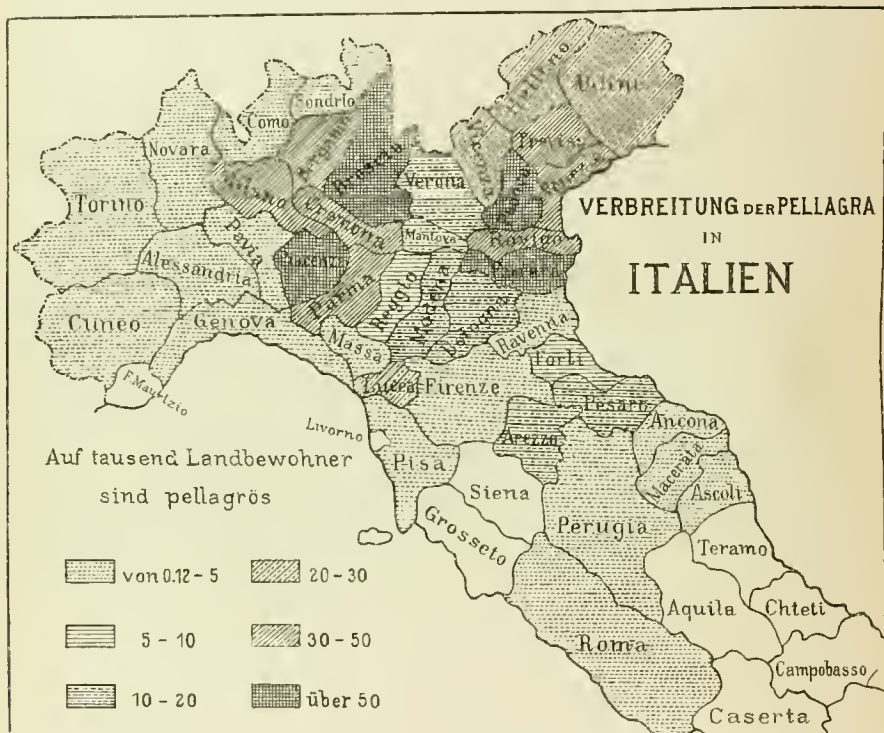 VERBREITUNG DER PELLAGRA
IN
ITALIEN
Sondrio
Como
Novara
Bergamo
Brescia
Verona
Vicenza
Belluno
Udine
Treviso
Padova
Milano
Cremona
Mantova
Rovigo
Torino
Pavia
Piacenza
Ferrara
Alessandria
Parma
Reggio
Modena
Bologna
Ravenna
Cuneo
Genova
Massa
Forli
F. Maurizio
Lucca
Firenze
Pesaro
Ancona
Livorno
Arezzo
Macerata
Pisa
Siena
Ascoli
Perugia
Grosseto
Teramo
Aquila
Chteti
Roma
Campobasso
Caserta
Auf tausend Landbewohner
sind pellagrös
von 0.12 - 5
20 - 30
5 - 10
30 - 50
10 - 20
über 50